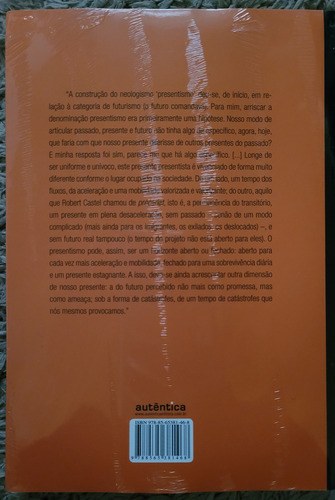 "A construção do neologismo 'presentismo' deu-se, de início, em re-
lação à categoria de futurismo (o futuro comandava). Para mim, arriscar a
denominação presentismo era primeiramente uma hipótese. Nosso modo de
articular passado, presente e futuro não tinha algo de específico, agora, hoje,
que faria com que nosso presente diferisse de outros presentes do passado?
E minha resposta foi sim, parece-me que há algo específico. [...] Longe de
ser uniforme e unívoco, este presente presentista é vivenciado de forma muito
diferente conforme o lugar ocupado na sociedade. De um lado, um tempo dos
fluxos, da aceleração e uma mobilidade valorizada e valorizante; do outro, aquilo
que Robert Castel chamou de précariat, isto é, a permanência do transitório,
um presente em plena desaceleração, sem passado – senão de um modo
complicado (mais ainda para os imigrantes, os exilados, os deslocados) –, e
sem futuro real tampouco (o tempo do projeto não está aberto para eles). O
presentismo pode, assim, ser um horizonte aberto ou fechado: aberto para
cada vez mais aceleração e mobilidade, fechado para uma sobrevivência diária
e um presente estagnante. A isso, deve-se ainda acrescentar outra dimensão
de nosso presente: a do futuro percebido não mais como promessa, mas
como ameaça; sob a forma de catástrofes, de um tempo de catástrofes que
nós mesmos provocamos."
autêntica
www.autenticaeditora.com.br